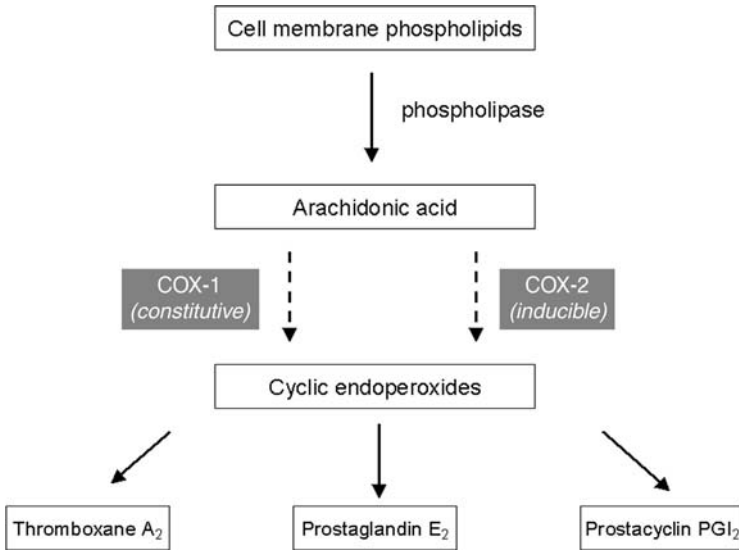 Cell membrane phospholipids
phospholipase
Arachidonic acid
COX-1
(constitutive)
COX-2
(inducible)
Cyclic endoperoxides
Thromboxane A₂
Prostaglandin E₂
Prostacyclin PGI₂